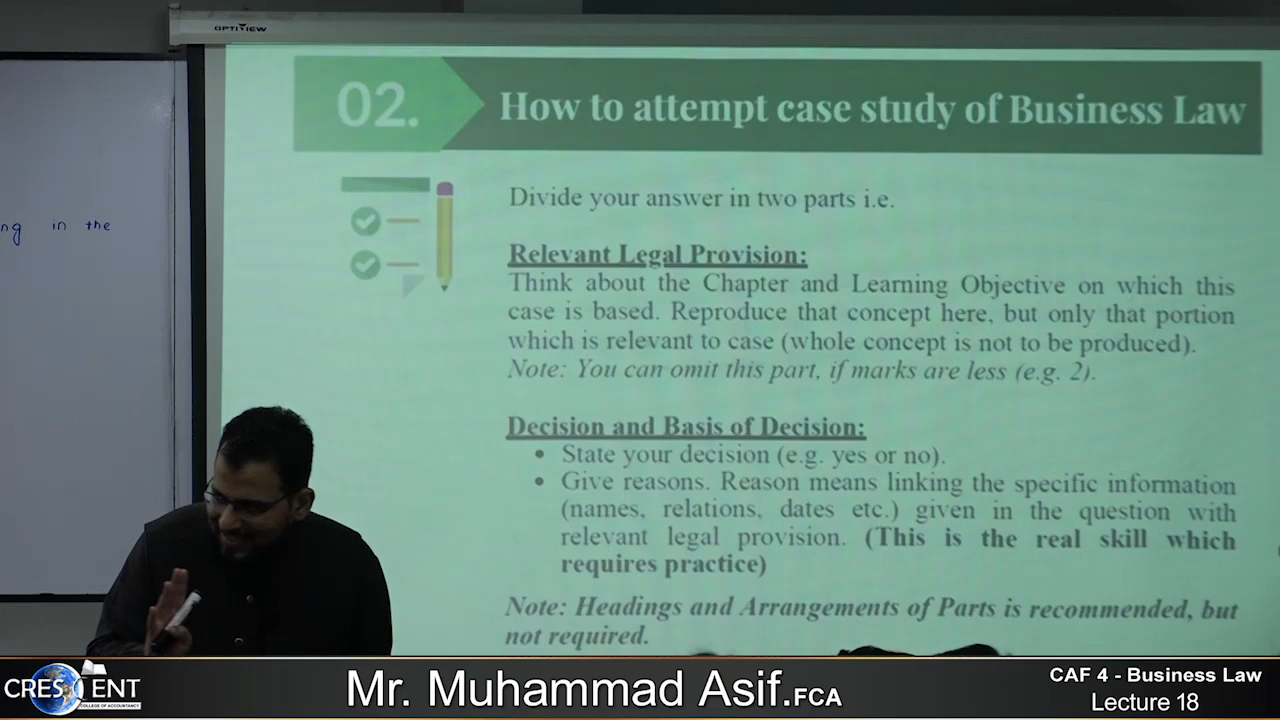 OPTIVIEW
02.
How to attempt case study of Business Law
ng in the
Divide your answer in two parts i.e.
Relevant Legal Provision:
Think about the Chapter and Learning Objective on which this
case is based. Reproduce that concept here, but only that portion
which is relevant to case (whole concept is not to be produced).
Note: You can omit this part, if marks are less (e.g. 2).
Decision and Basis of Decision:
• State your decision (e.g. yes or no).
• Give reasons. Reason means linking the specific information
(names, relations, dates etc.) given in the question with
relevant legal provision. (This is the real skill which
requires practice)
Note: Headings and Arrangements of Parts is recommended, but
not required.
CRESCENT
COLLEGE OF ACCOUNTANCY
Mr. Muhammad Asif.FCA
CAF 4 - Business Law
Lecture 18